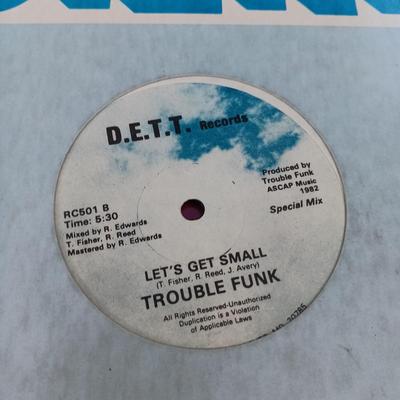 D.E.T.T. Records
RC501 B
Time: 5:30
Mixed by R. Edwards
T. Fisher, R. Reed
Mastered by R. Edwards
Produced by
Trouble Funk
ASCAP Music
1982
Special Mix
LET'S GET SMALL
(T. Fisher, R. Reed, J. Avery)
TROUBLE FUNK
All Rights Reserved-Unauthorized
Duplication is a Violation
of Applicable Laws
MD. 20785